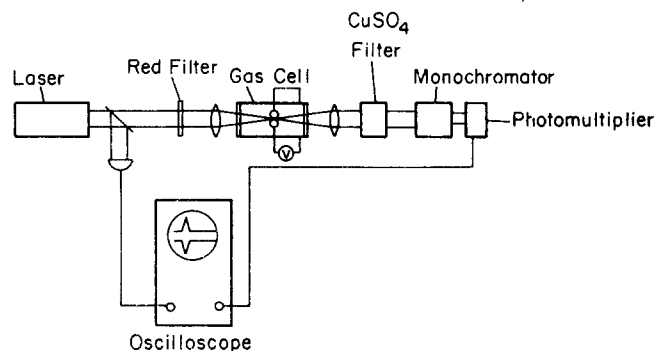 CuSO4
Filter
Laser
Red Filter
Gas Cell
Monochromator
Photomultiplier
V
Oscilloscope